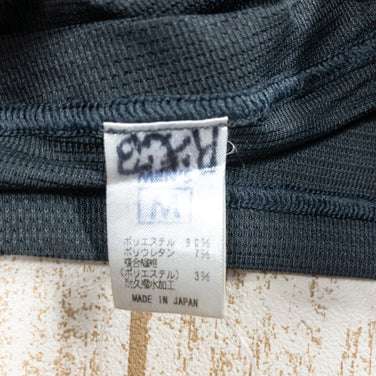 M
ポリエステル 90%
ポリウレタン 7%
複合繊維
(ポリエステル) 3%
耐久撥水加工
MADE IN JAPAN